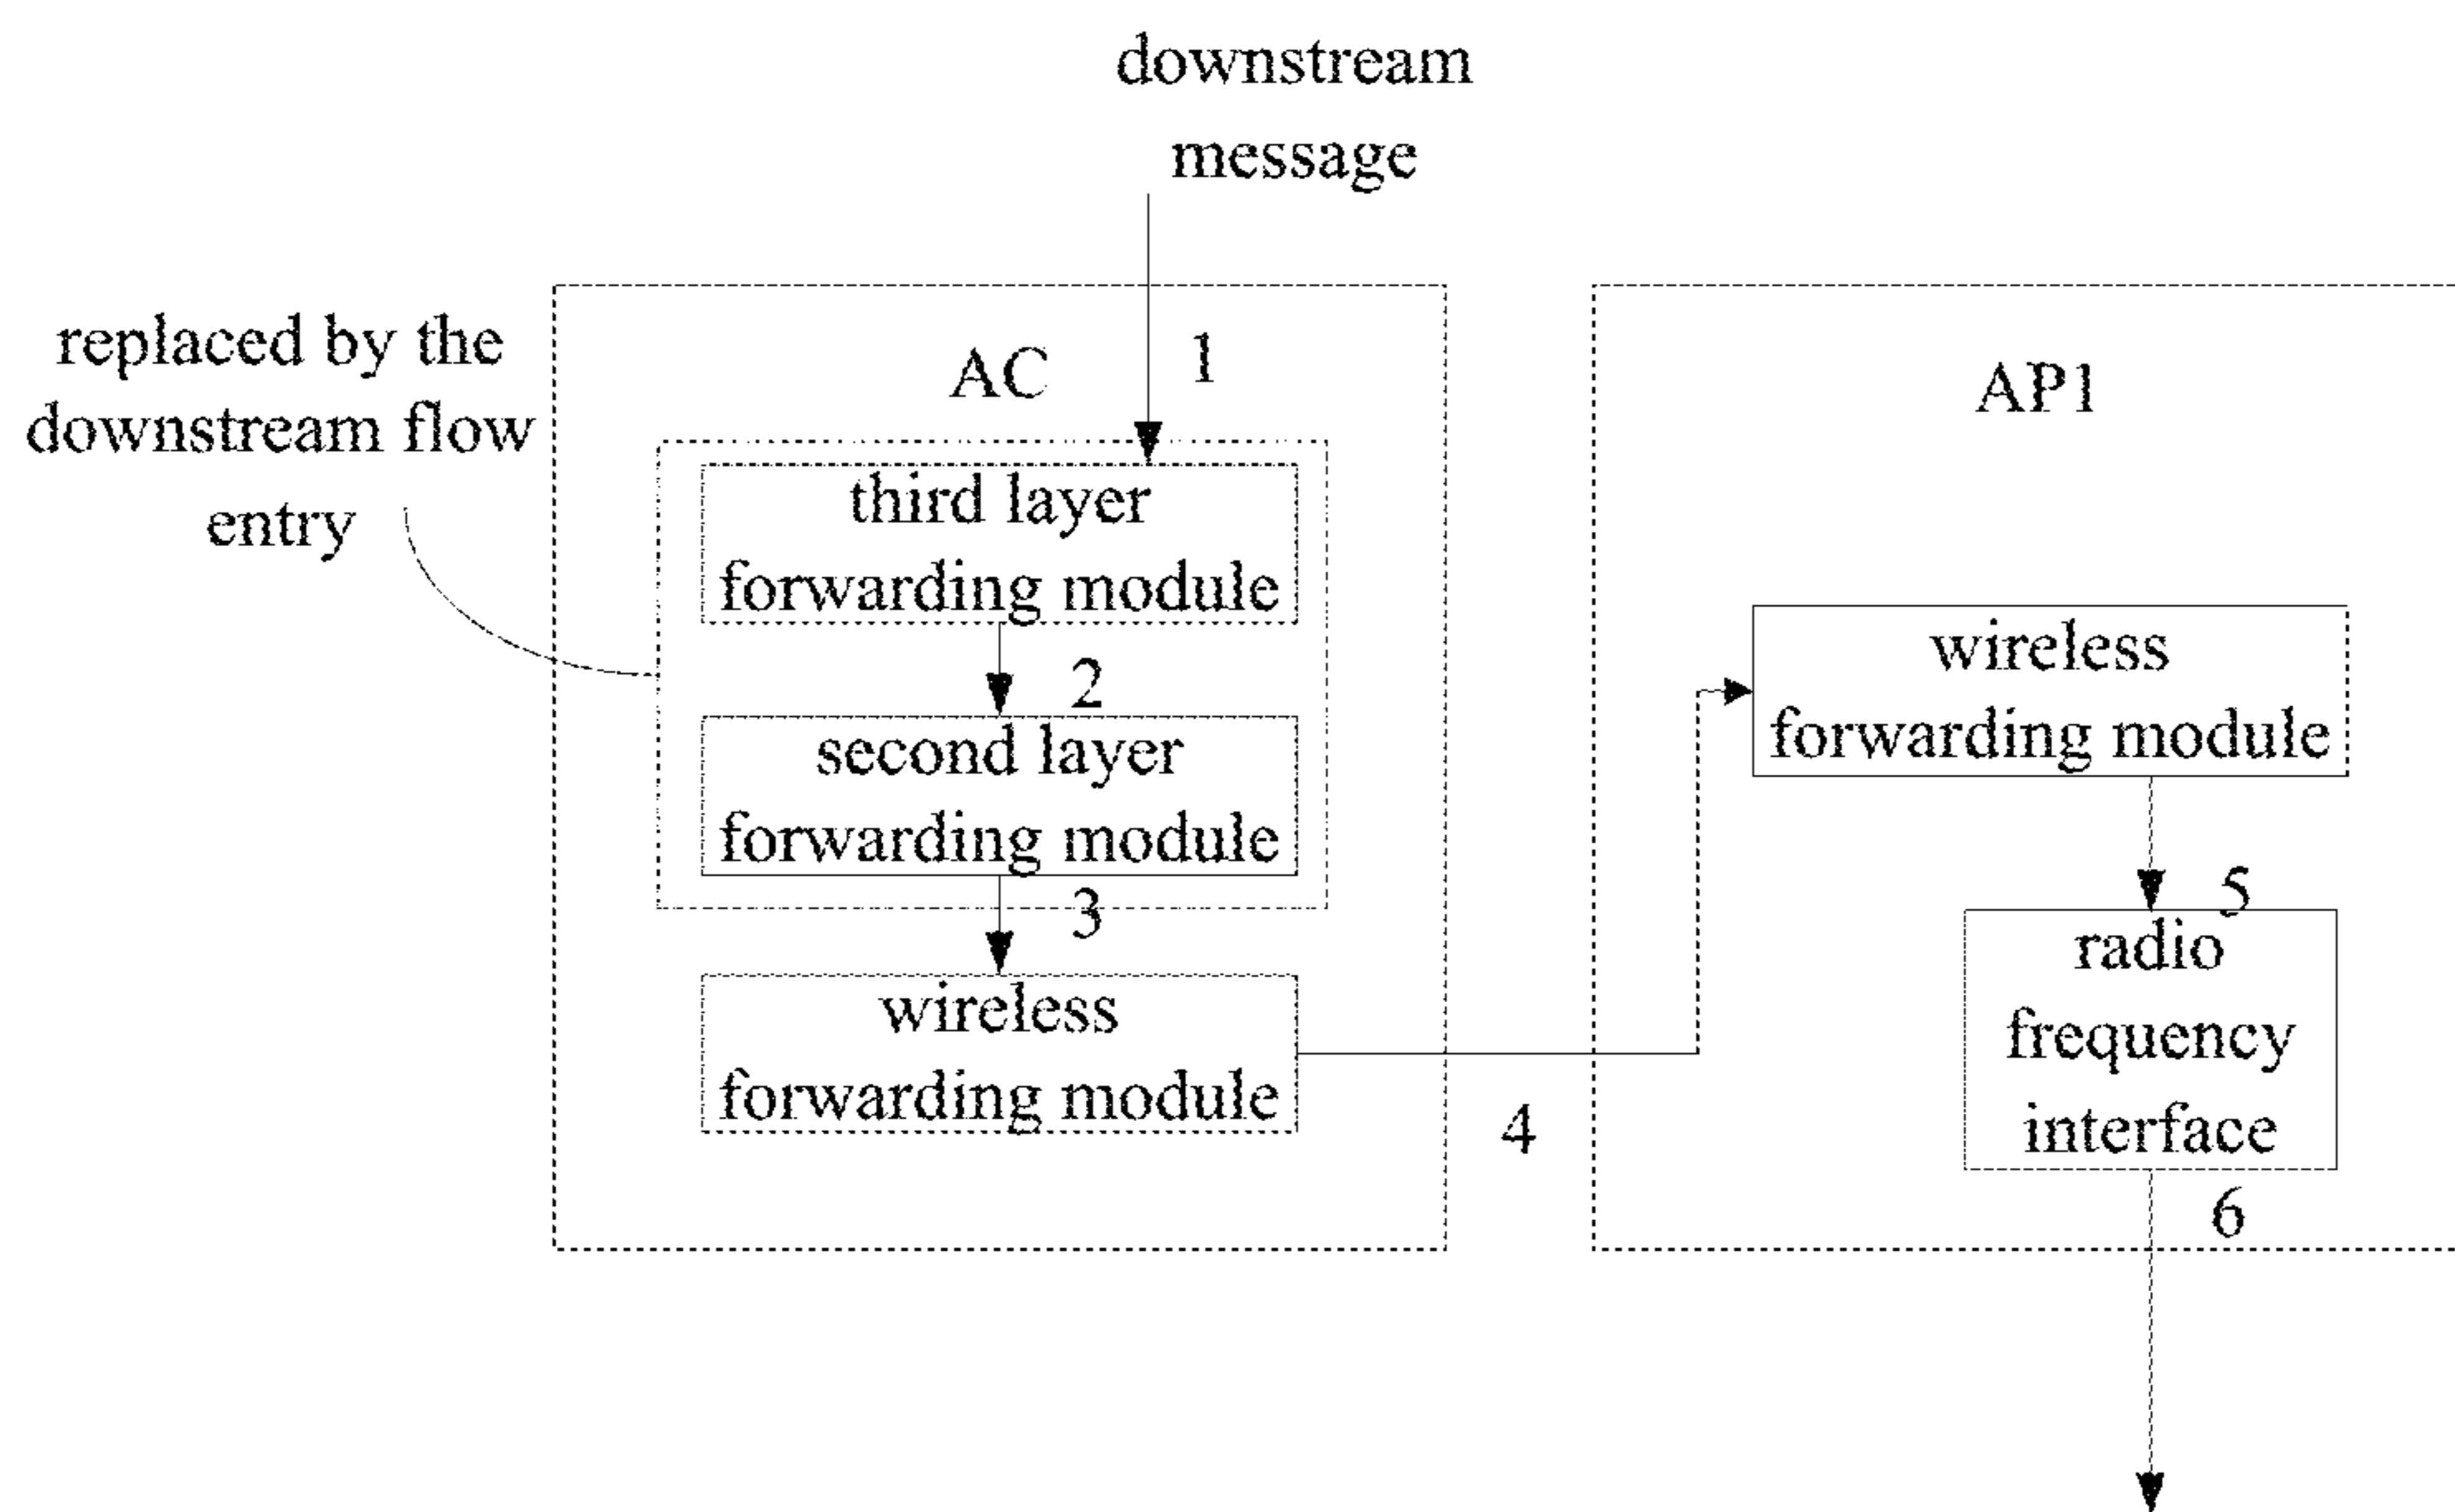 downstream
message
replaced by the
downstream flow
entry
AC
1
third layer
forwarding module
2
second layer
forwarding module
3
wireless
forwarding module
4
AP1
wireless
forwarding module
5
radio
frequency
interface
6